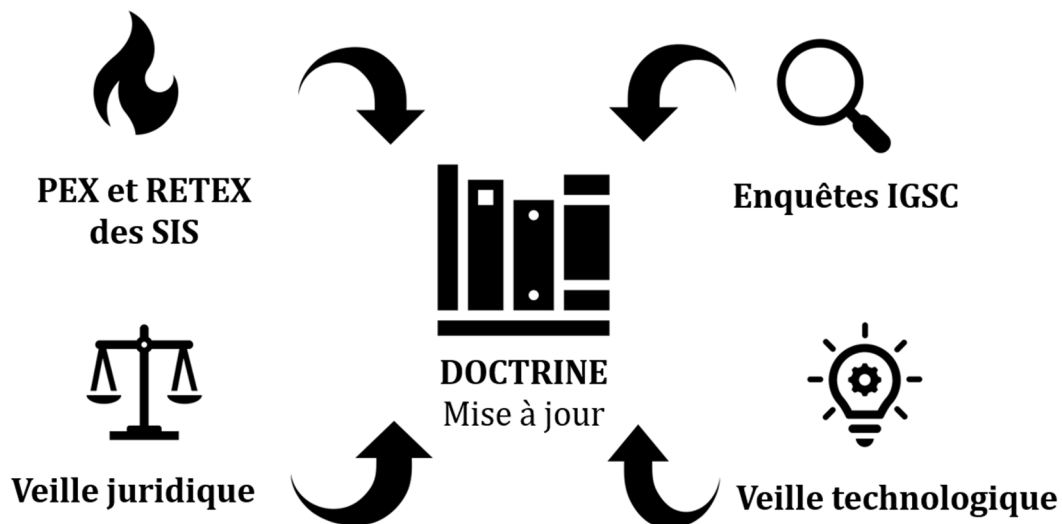 PEX et RETEX
des SIS
Enquêtes IGSC
DOCTRINE
Mise à jour
Veille juridique
Veille technologique